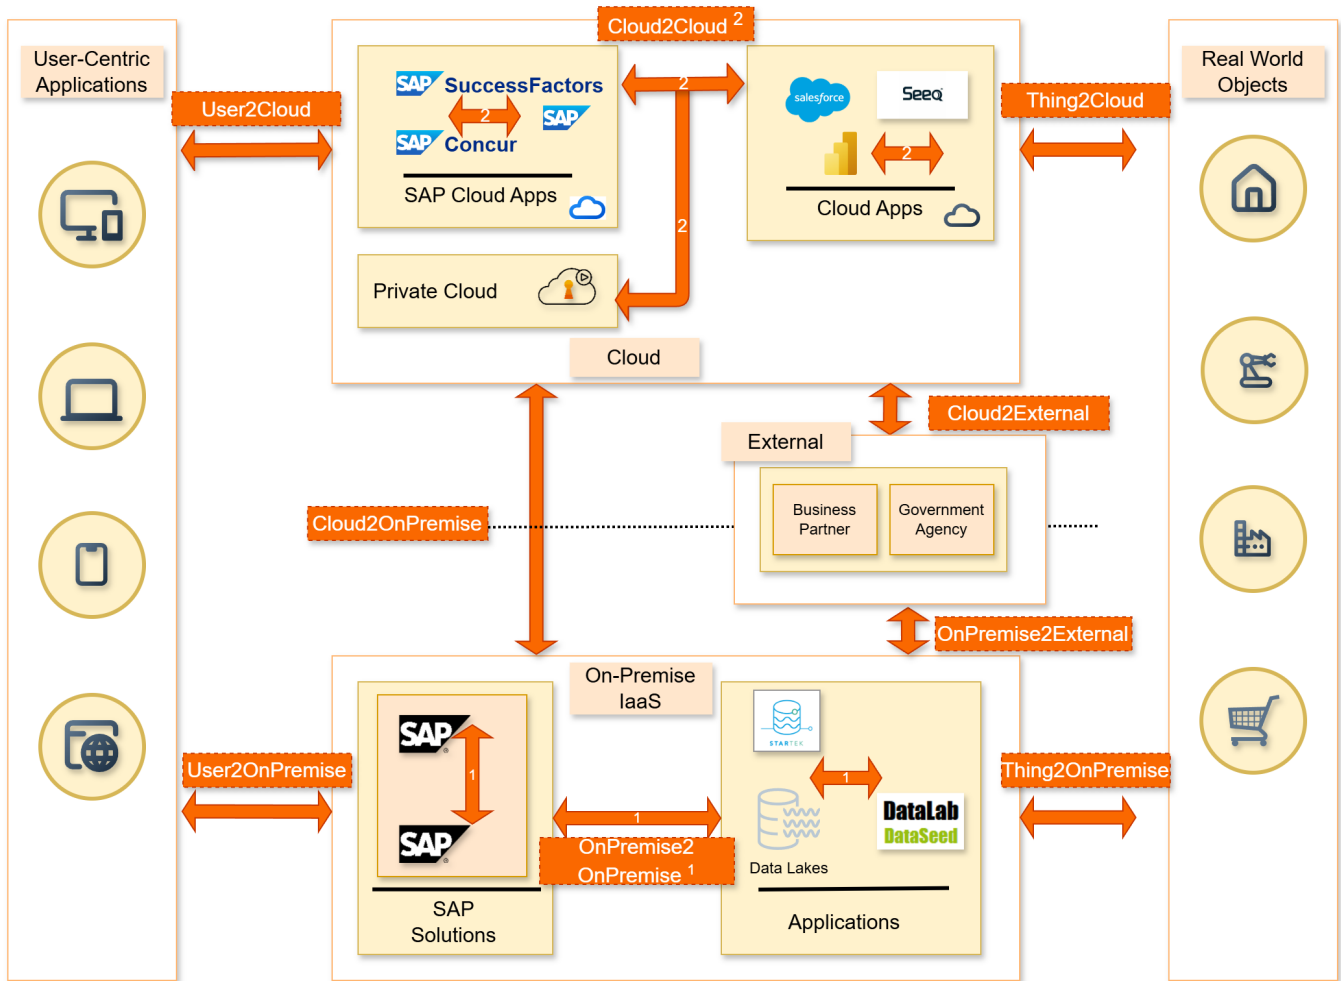 Cloud2Cloud 2
User-Centric
Applications
Real World
Objects
User2Cloud
SAP SuccessFactors
2
SAP
SAP Concur
SAP Cloud Apps
2
2
salesforce
Seeq
2
Cloud Apps
Thing2Cloud
Private Cloud
Cloud
Cloud2External
External
Business
Partner
Government
Agency
Cloud2OnPremise
OnPremise2External
On-Premise
IaaS
User2OnPremise
SAP
1
SAP
SAP
Solutions
1
OnPremise2
OnPremise 1
STARTEK
1
DataLab
DataSeed
Data Lakes
Applications
Thing2OnPremise